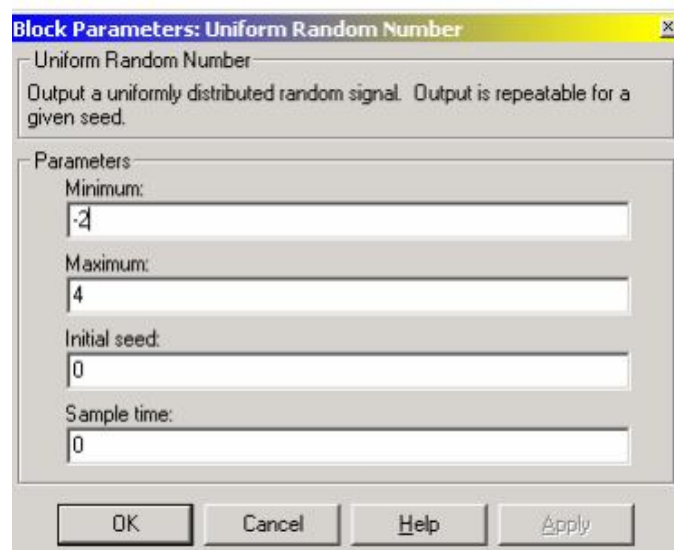 Block Parameters: Uniform Random Number
Uniform Random Number
Output a uniformly distributed random signal. Output is repeatable for a
given seed.
Parameters
Minimum:
-2
Maximum:
4
Initial seed:
0
Sample time:
0
OK Cancel Help Apply